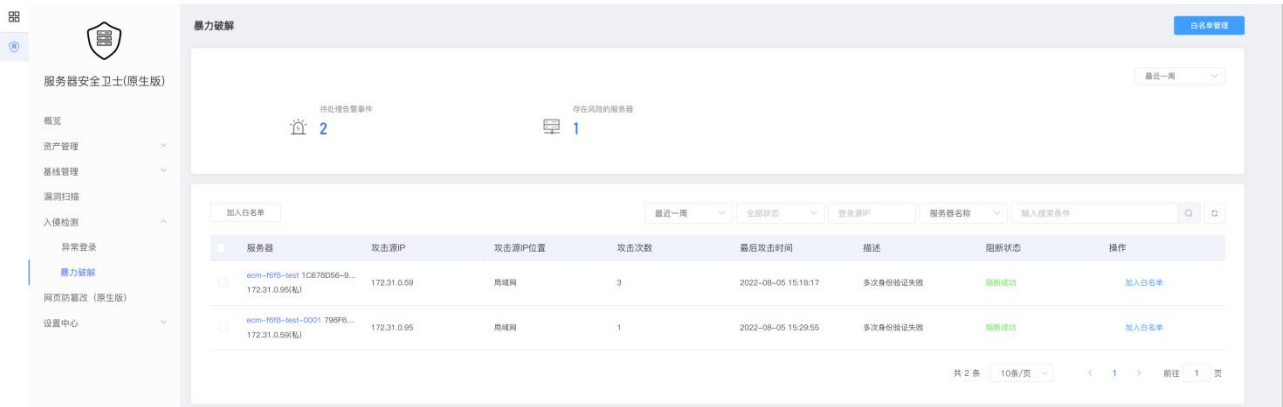 暴力破解
白名单管理
服务器安全卫士(原生版)
概览
资产管理
基线管理
漏洞扫描
入侵检测
异常登录
暴力破解
网页防篡改（原生版）
设置中心
最近一周
待处理告警事件
2
存在风险的服务器
1
加入白名单
最近一周
全部状态
登录源IP
服务器名称
输入搜索条件
服务器 攻击源IP 攻击源IP位置 攻击次数 最后攻击时间 描述 阻断状态 操作
ecm-f6f8-test 1C678D56-9...
172.31.0.95(私)
172.31.0.59 局域网 3 2022-08-05 15:18:17 多次身份验证失败 阻断成功 加入白名单
ecm-f6f8-test-0001 796F6...
172.31.0.59(私)
172.31.0.95 局域网 1 2022-08-05 15:29:55 多次身份验证失败 阻断成功 加入白名单
共 2 条 10条/页 1 前往 1 页